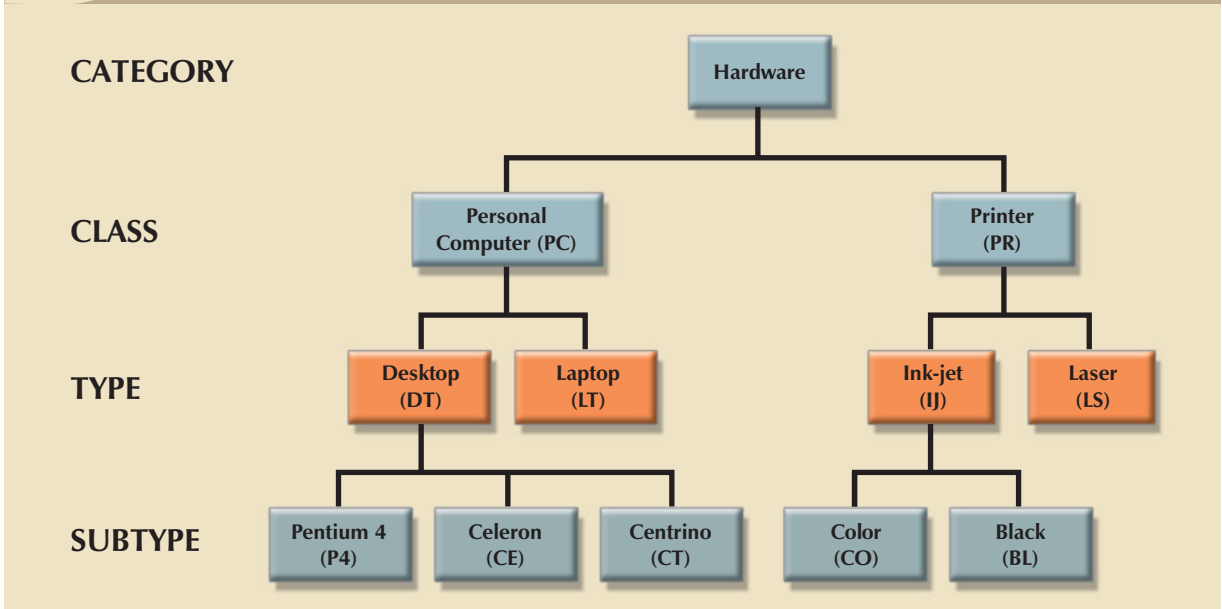 CATEGORY
Hardware
CLASS
Personal
Computer (PC)
Printer
(PR)
TYPE
Desktop
(DT)
Laptop
(LT)
Ink-jet
(IJ)
Laser
(LS)
SUBTYPE
Pentium 4
(P4)
Celeron
(CE)
Centrino
(CT)
Color
(CO)
Black
(BL)